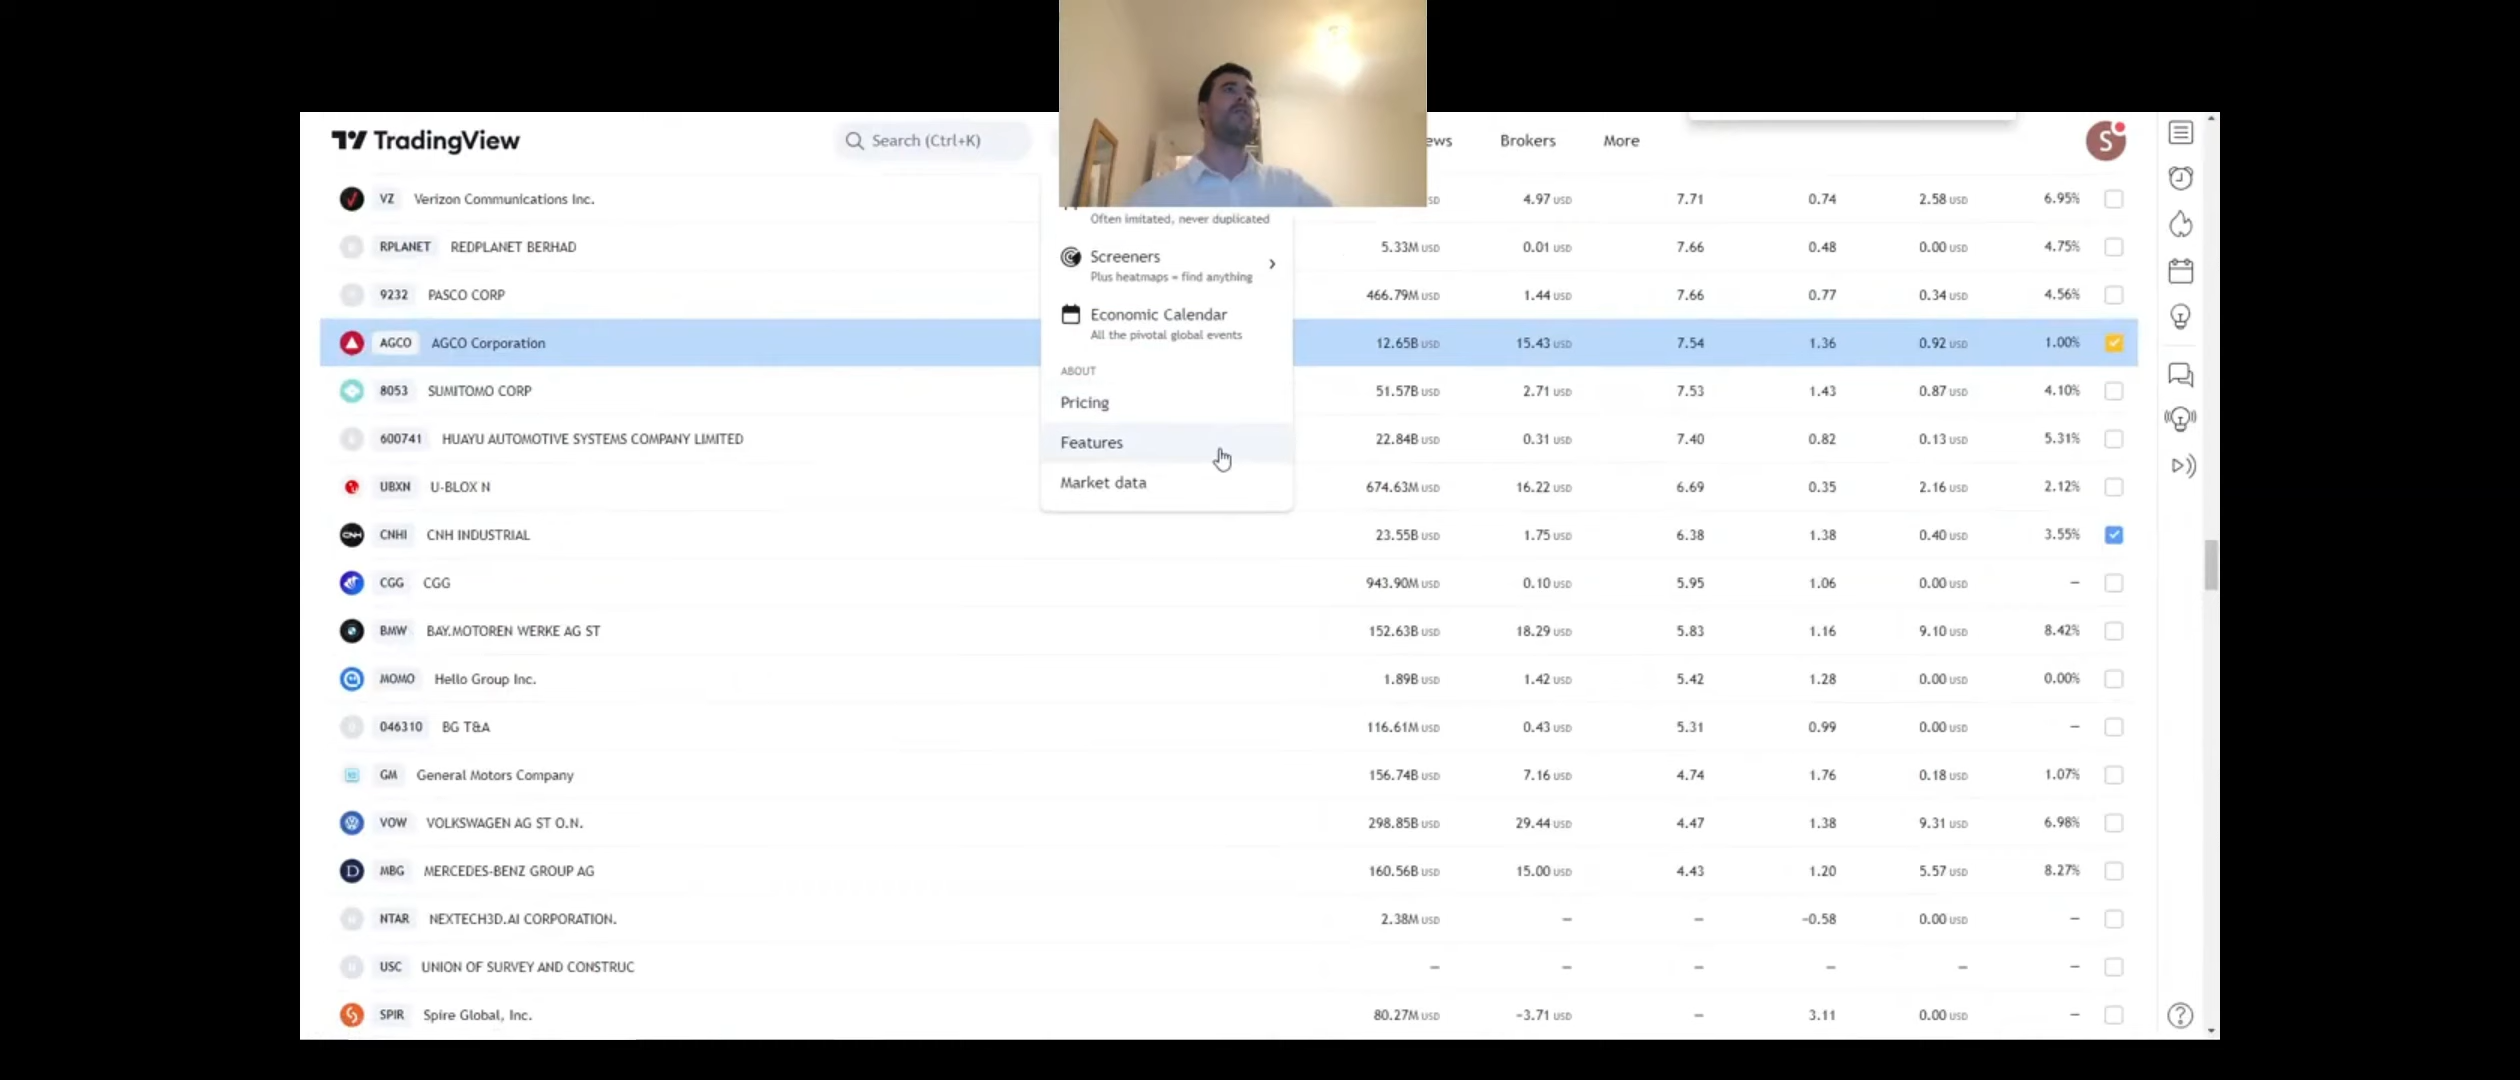 TradingView
Search (Ctrl+K)
Brokers
More
S
VZ Verizon Communications Inc. 4.97 USD 7.71 0.74 2.58 USD 6.95%
Often imitated, never duplicated
RPLANET REDPLANET BERHAD 5.33M USD 0.01 USD 7.66 0.48 0.00 USD 4.75%
Screeners
Plus heatmaps = find anything
9232 PASCO CORP 466.79M USD 1.44 USD 7.66 0.77 0.34 USD 4.56%
Economic Calendar
All the pivotal global events
AGCO AGCO Corporation 12.65B USD 15.43 USD 7.54 1.36 0.92 USD 1.00%
ABOUT
8053 SUMITOMO CORP 51.57B USD 2.71 USD 7.53 1.43 0.87 USD 4.10%
Pricing
600741 HUAYU AUTOMOTIVE SYSTEMS COMPANY LIMITED 22.84B USD 0.31 USD 7.40 0.82 0.13 USD 5.31%
Features
UBXN U-BLOX N 674.63M USD 16.22 USD 6.69 0.35 2.16 USD 2.12%
Market data
CNHI CNH INDUSTRIAL 23.55B USD 1.75 USD 6.38 1.38 0.40 USD 3.55%
CGG CGG 943.90M USD 0.10 USD 5.95 1.06 0.00 USD –
BMW BAY.MOTOREN WERKE AG ST 152.63B USD 18.29 USD 5.83 1.16 9.10 USD 8.42%
MOMO Hello Group Inc. 1.89B USD 1.42 USD 5.42 1.28 0.00 USD 0.00%
046310 BG T&A 116.61M USD 0.43 USD 5.31 0.99 0.00 USD –
GM General Motors Company 156.74B USD 7.16 USD 4.74 1.76 0.18 USD 1.07%
VOW VOLKSWAGEN AG ST O.N. 298.85B USD 29.44 USD 4.47 1.38 9.31 USD 6.98%
MBG MERCEDES-BENZ GROUP AG 160.56B USD 15.00 USD 4.43 1.20 5.57 USD 8.27%
NTAR NEXTECH3D.AI CORPORATION. 2.38M USD – – -0.58 0.00 USD –
USC UNION OF SURVEY AND CONSTRUC – – – – – –
SPIR Spire Global, Inc. 80.27M USD -3.71 USD – 3.11 0.00 USD –